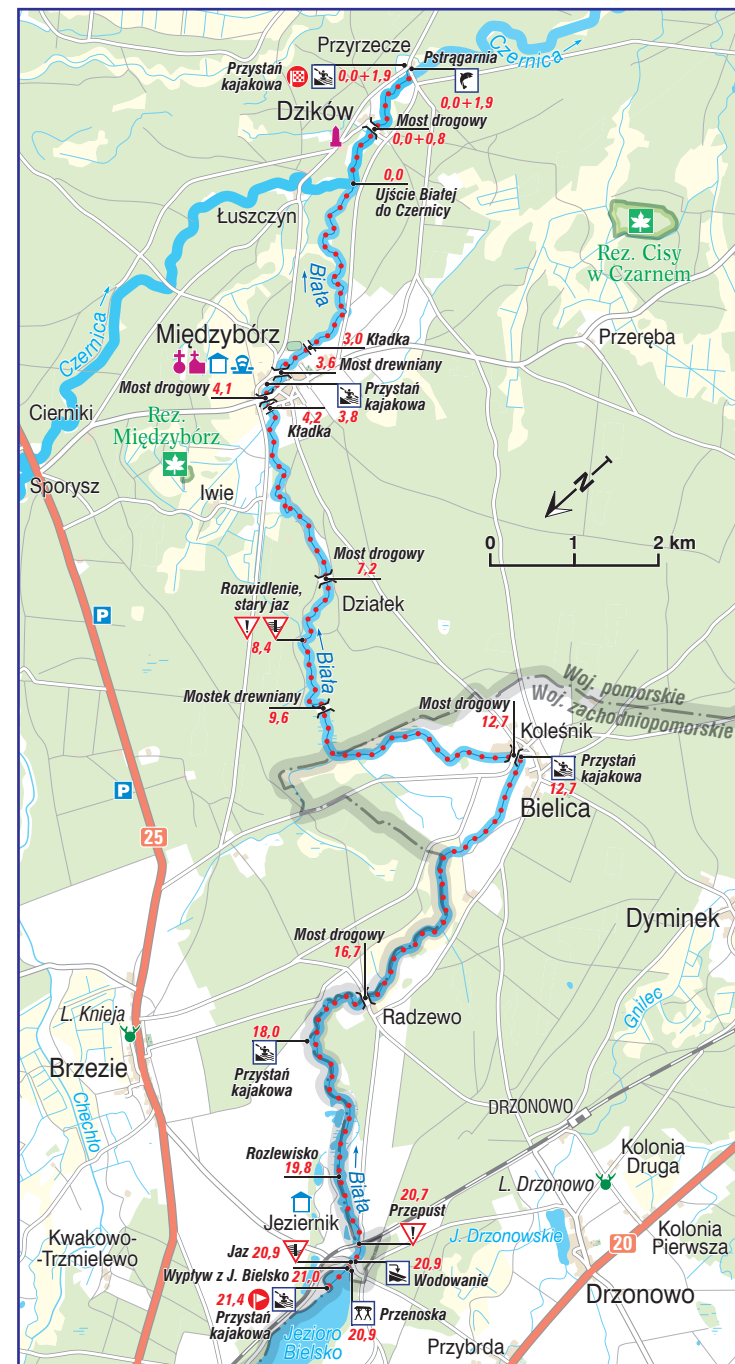 Przyrzecze
Czernica
Przystań
kajakowa
0,0+1,9
Pstrągarnia
0,0+1,9
Dzików
Most drogowy
0,0+0,8
0,0
Ujście Białej
do Czernicy
Łuszczyn
Rez. Cisy
w Czarnem
Biała
Czernica
Międzybórz
3,0 Kładka
Przeręba
3,6 Most drewniany
Most drogowy 4,1
Przystań
kajakowa
3,8
4,2
Kładka
Cierniki
Rez.
Międzybórz
Sporysz
Iwie
N
0 1 2 km
Most drogowy
7,2
Rozwidlenie,
stary jaz
8,4
Działek
P
Biała
Mostek drewniany
9,6
Woj. pomorskie
Woj. zachodniopomorskie
Most drogowy
12,7
Koleśnik
Przystań
kajakowa
12,7
P
Bielica
25
Dyminek
Most drogowy
16,7
Gnilec
L. Knieja
Radzewo
18,0
Przystań
kajakowa
Brzezie
Chechło
DRZONOWO
Kolonia
Druga
Rozlewisko
19,8
Biała
L. Drzonowo
20,7
Przepust
Jeziernik
J. Drzonowskie
20
Kolonia
Pierwsza
Kwakowo-
-Trzmielewo
Jaz 20,9
20,9
Wodowanie
Wypływ z J. Bielsko 21,0
Drzonowo
21,4
Przystań
kajakowa
Przenoska
20,9
Jezioro
Bielsko
Przybrda